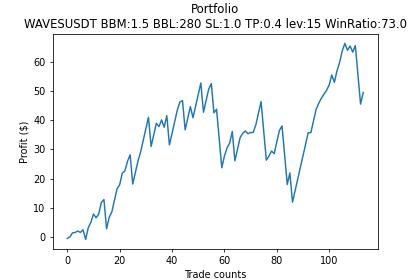 Portfolio
WAVESUSDT BBM:1.5 BBL:280 SL:1.0 TP:0.4 lev:15 WinRatio:73.0
60
50
40
30
20
10
0
Profit ($)
0 20 40 60 80 100
Trade counts